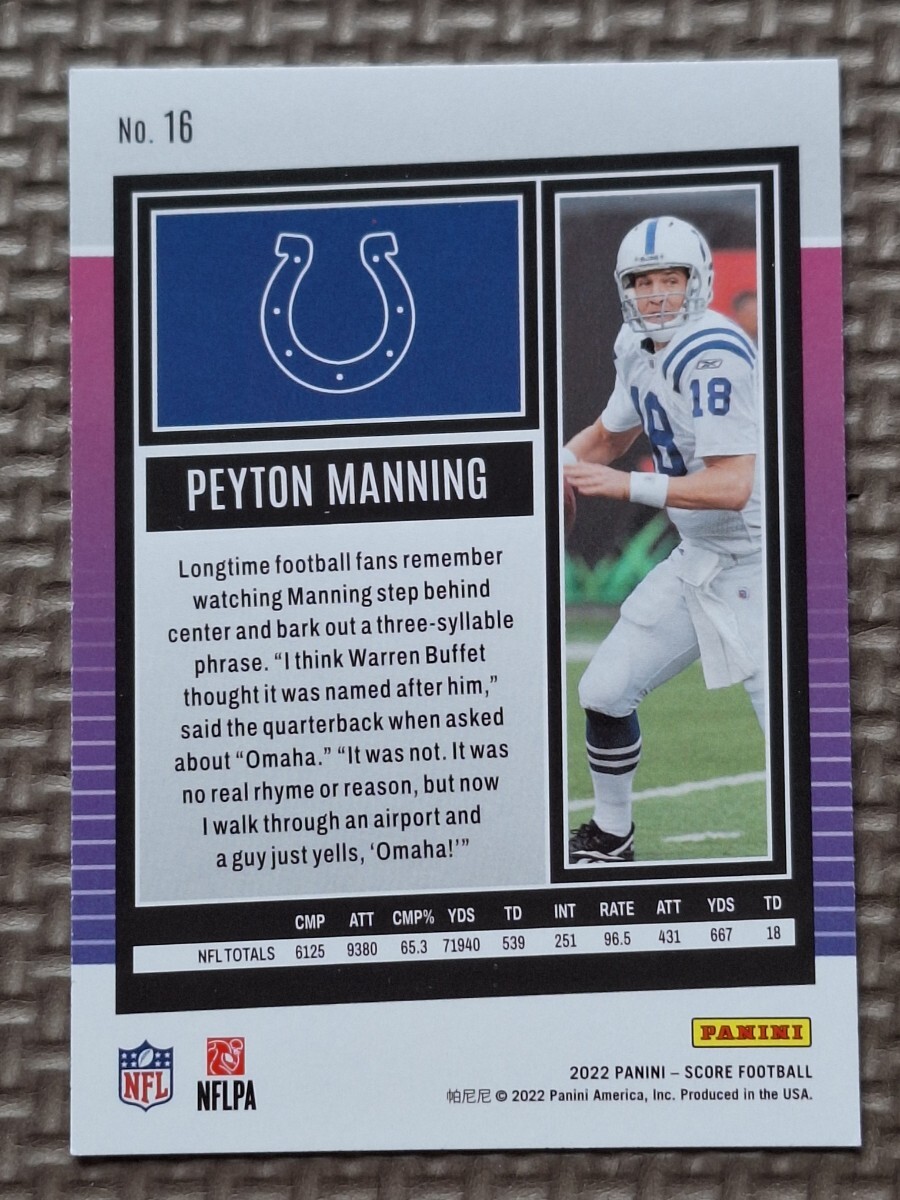 No. 16
18
18
PEYTON MANNING
Longtime football fans remember
watching Manning step behind
center and bark out a three-syllable
phrase. “I think Warren Buffet
thought it was named after him,”
said the quarterback when asked
about “Omaha.” “It was not. It was
no real rhyme or reason, but now
I walk through an airport and
a guy just yells, ‘Omaha!’”
CMP ATT CMP% YDS TD INT RATE ATT YDS TD
NFL TOTALS 6125 9380 65.3 71940 539 251 96.5 431 667 18
NFL
NFLPA
PANINI
2022 PANINI – SCORE FOOTBALL
帕尼尼 © 2022 Panini America, Inc. Produced in the USA.